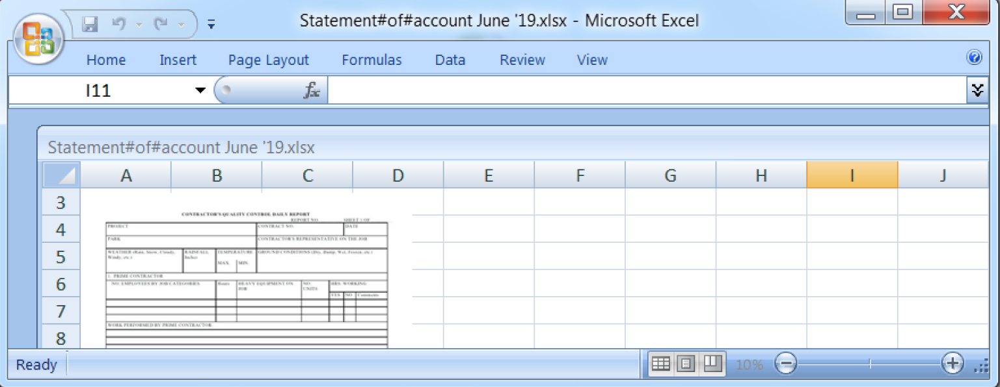 Statement#of#account June '19.xlsx - Microsoft Excel
Home Insert Page Layout Formulas Data Review View
I11 fx
Statement#of#account June '19.xlsx
A B C D E F G H I J
3
4
5
6
7
8
CONTRACTOR'S QUALITY CONTROL DAILY REPORT
REPORT NO. SHEET 1 OF
PROJECT CONTRACT NO. DATE
PARK CONTRACTOR'S REPRESENTATIVE ON THE JOB
WEATHER (Rain, Snow, Cloudy, RAINFALL TEMPERATURE GROUND CONDITIONS (Dry, Damp, Wet, Frozen, etc.)
Windy, etc.) Inches
MAX. MIN.
1. PRIME CONTRACTOR
NO. EMPLOYEES BY JOB CATEGORIES Hours HEAVY EQUIPMENT ON NO. HRS. WORKING
JOB UNITS
YES NO Comments
WORK PERFORMED BY PRIME CONTRACTOR
Ready 10%